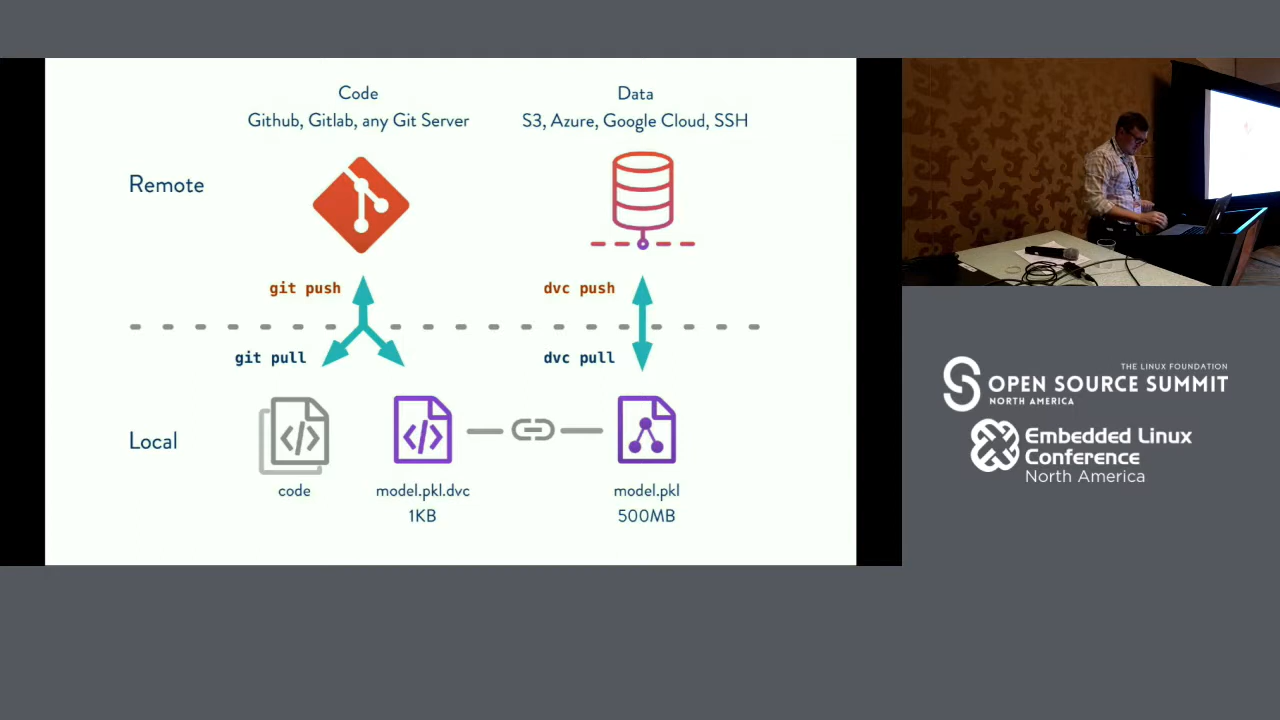 Code
Github, Gitlab, any Git Server
Data
S3, Azure, Google Cloud, SSH
Remote
git push
dvc push
git pull
dvc pull
Local
code
model.pkl.dvc
1KB
model.pkl
500MB
THE LINUX FOUNDATION
OPEN SOURCE SUMMIT
NORTH AMERICA
Embedded Linux
Conference
North America